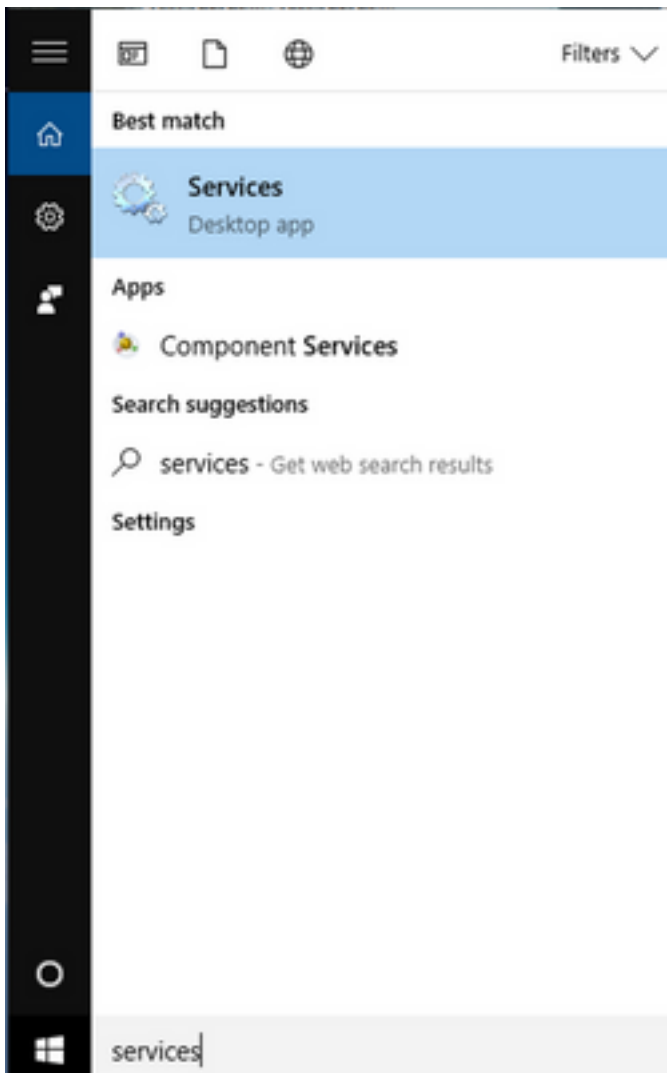 Filters
Best match
Services
Desktop app
Apps
Component Services
Search suggestions
services - Get web search results
Settings
services